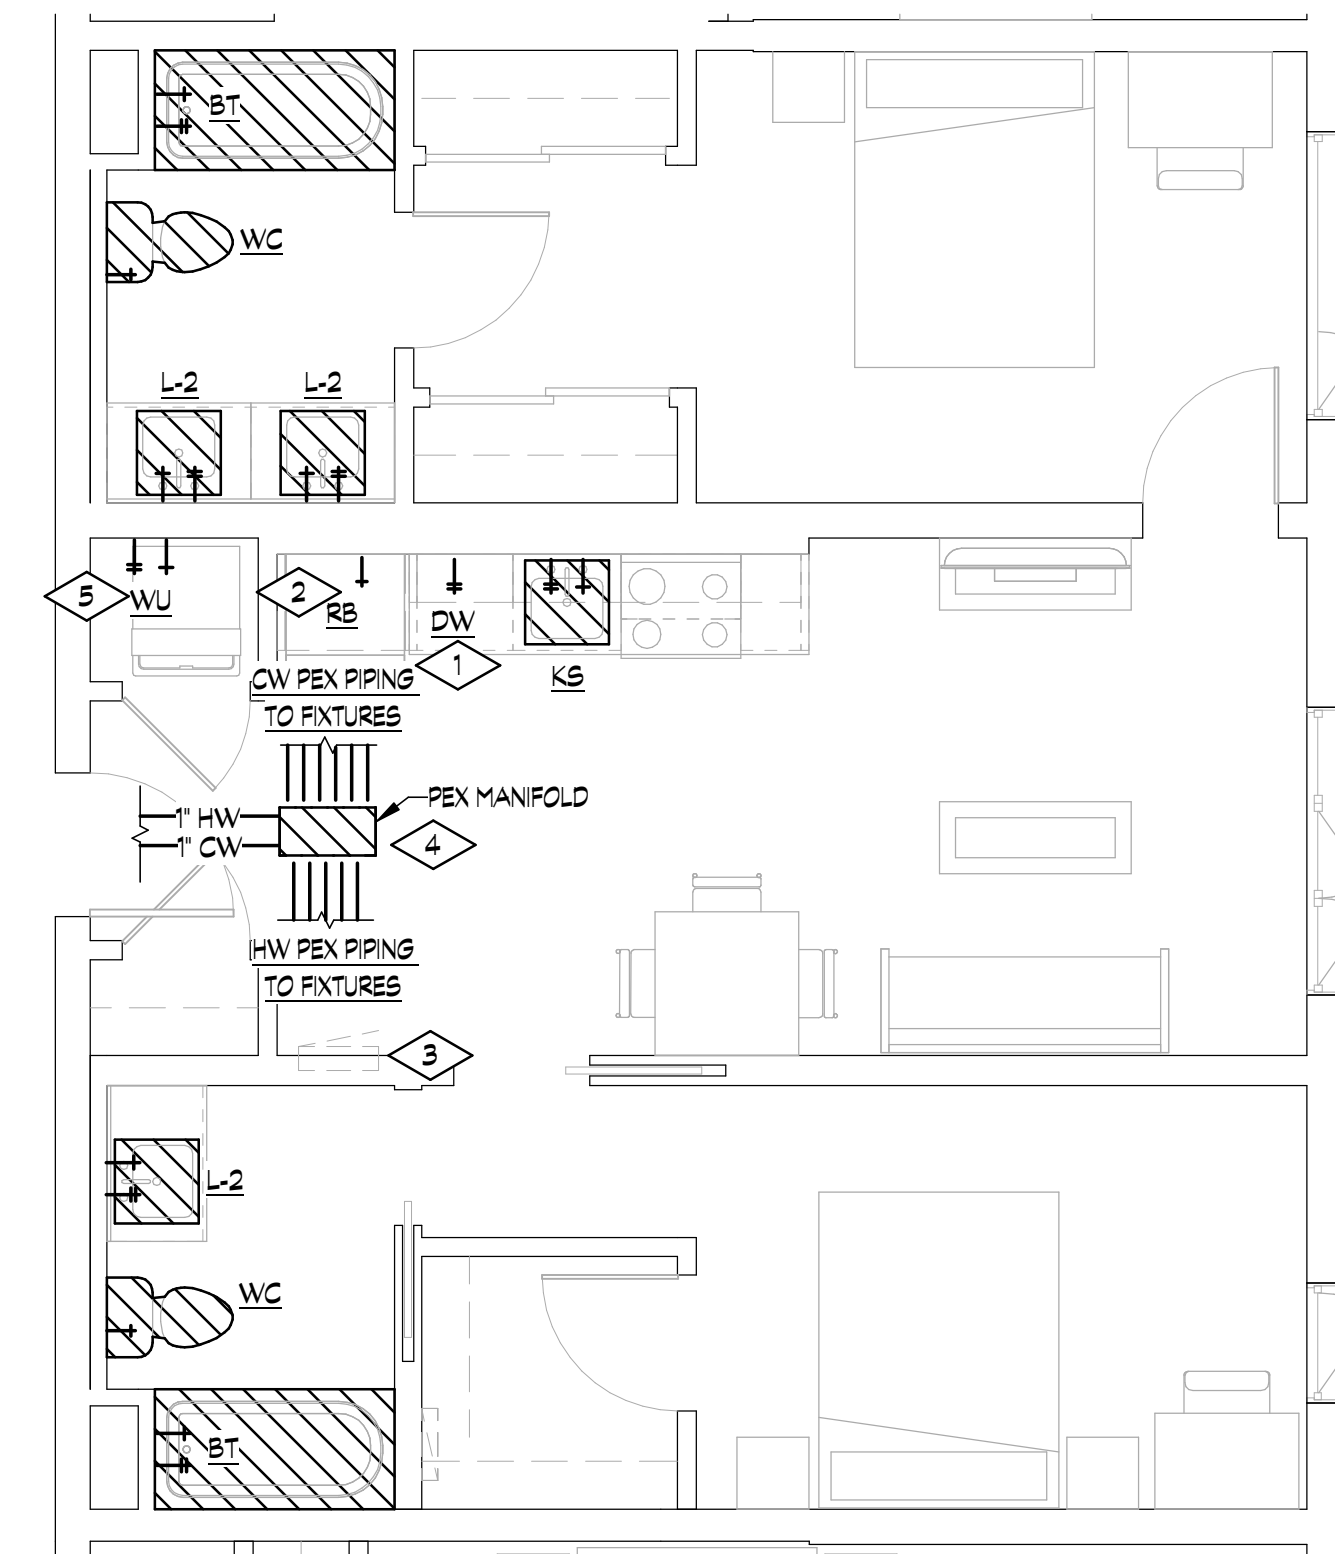 BT
WC
L-2 L-2
5 WU 2 RB DW 1 KS
CW PEX PIPING
TO FIXTURES
PEX MANIFOLD
1" HW
1" CW
4
HW PEX PIPING
TO FIXTURES
3
L-2
WC
BT